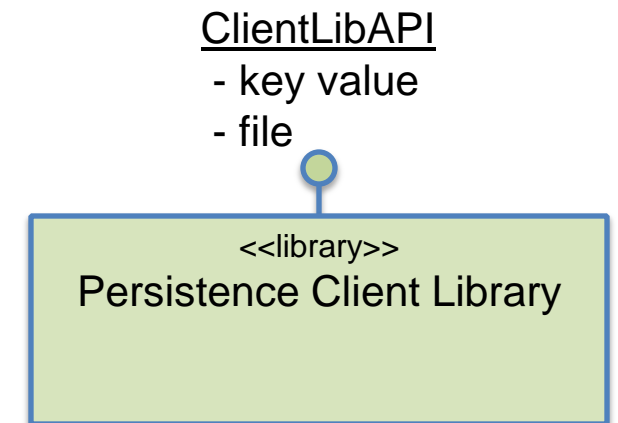 ClientLibAPI
- key value
- file
<<library>>
Persistence Client Library